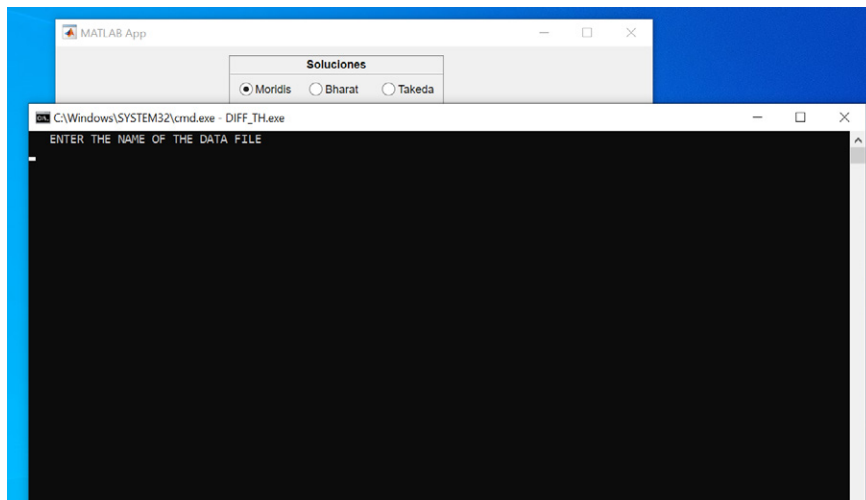 MATLAB App
Soluciones
Moridis Bharat Takeda
C:\Windows\SYSTEM32\cmd.exe - DIFF_TH.exe
ENTER THE NAME OF THE DATA FILE